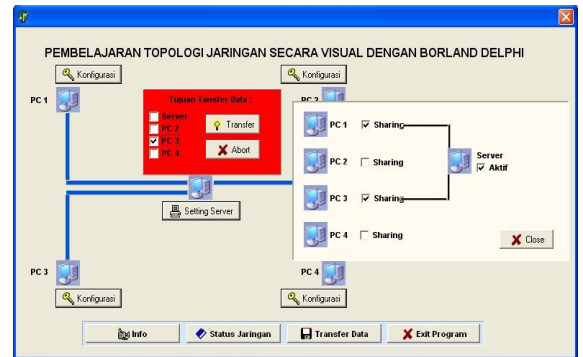 PEMBELAJARAN TOPOLOGI JARINGAN SECARA VISUAL DENGAN BORLAND DELPHI
Konfigurasi
Konfigurasi
PC 1
PC 2
Tujuan Transfer Data :
Server
PC 2
PC 3
PC 4
Transfer
Abort
PC 1 Sharing
PC 2 Sharing
PC 3 Sharing
PC 4 Sharing
Server
Aktif
Close
Setting Server
PC 3
PC 4
Konfigurasi
Konfigurasi
Info
Status Jaringan
Transfer Data
Exit Program